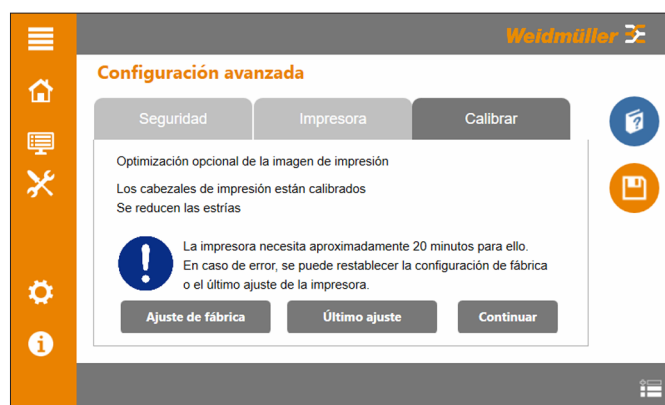 Weidmüller
Configuración avanzada
Seguridad
Impresora
Calibrar
Optimización opcional de la imagen de impresión
Los cabezales de impresión están calibrados
Se reducen las estrías
La impresora necesita aproximadamente 20 minutos para ello.
En caso de error, se puede restablecer la configuración de fábrica
o el último ajuste de la impresora.
Ajuste de fábrica
Último ajuste
Continuar